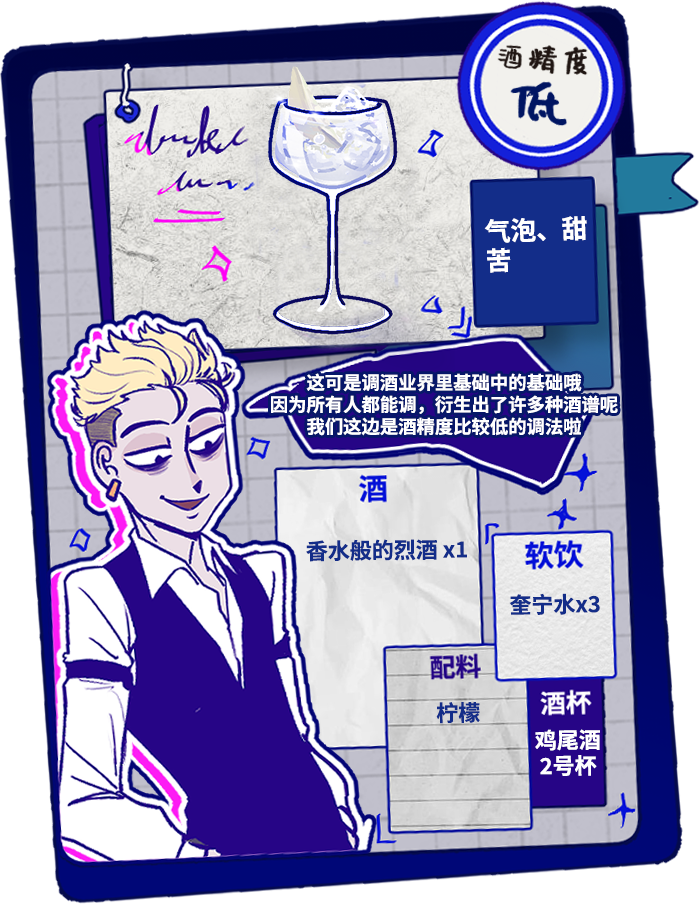 酒精度
低
气泡、甜
苦
这可是调酒业界里基础中的基础哦
因为所有人都能调，衍生出了许多种酒谱呢
我们这边是酒精度比较低的调法啦
酒
香水般的烈酒 x1
软饮
奎宁水x3
配料
柠檬
酒杯
鸡尾酒
2号杯